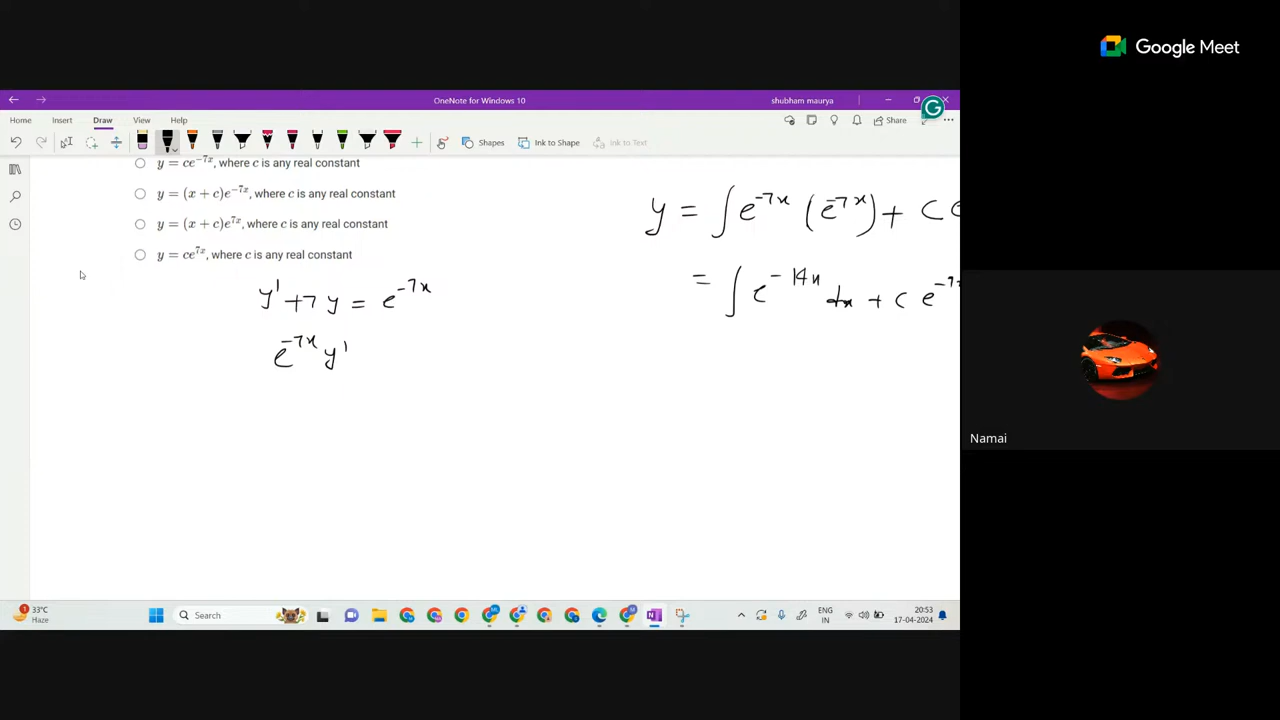 Google Meet
OneNote for Windows 10
shubham maurya
Home Insert Draw View Help
Share
Shapes Ink to Shape Ink to Text
y = ce^{-7x}, where c is any real constant
y = (x + c)e^{-7x}, where c is any real constant
y = (x + c)e^{7x}, where c is any real constant
y = ce^{7x}, where c is any real constant
y' + 7y = e^{-7x}
e^{-7x} y'
y = ∫ e^{-7x} (e^{-7x}) + C e
= ∫ e^{-14x} dx + C e^{-7
Namai
1
33°C
Haze
Search
ENG
IN
20:53
17-04-2024